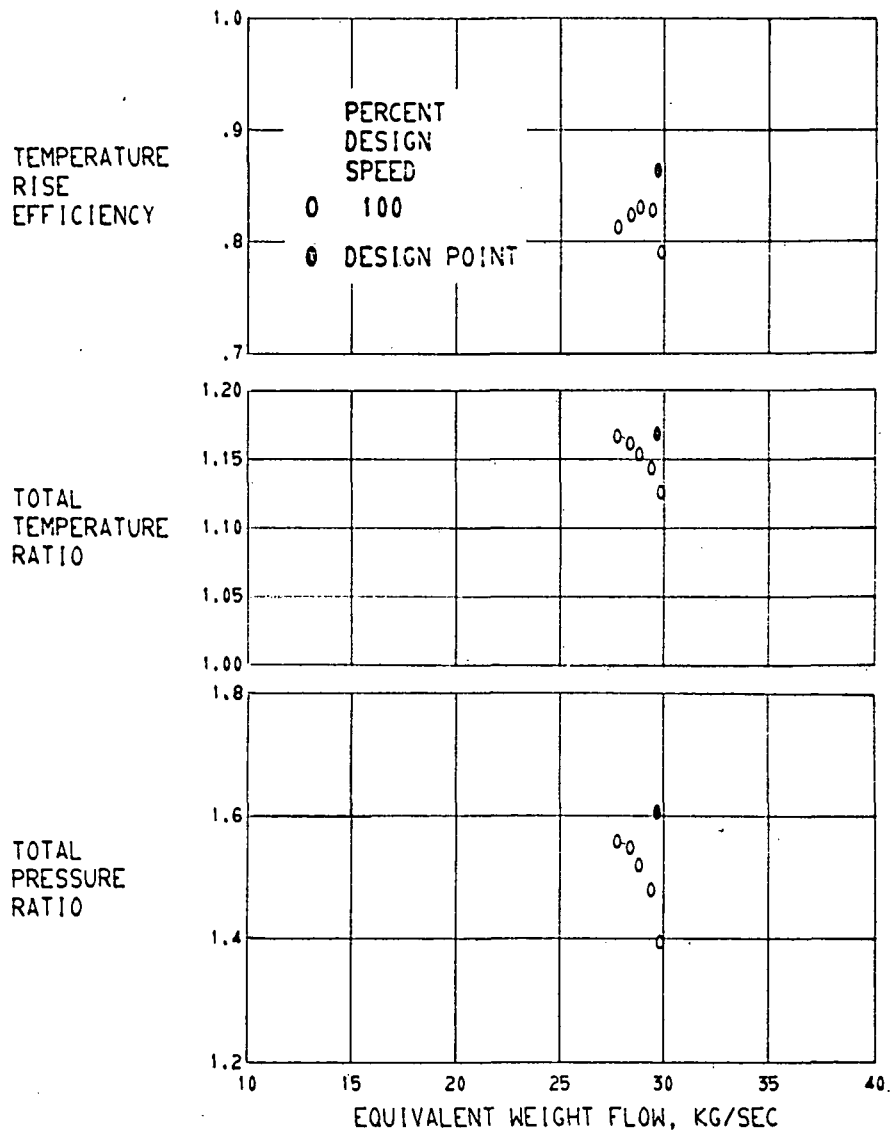 1.0
PERCENT
DESIGN
SPEED
0 100
DESIGN POINT
TEMPERATURE
RISE
EFFICIENCY
.9
.8
.7
1.20
1.15
1.10
1.05
1.00
TOTAL
TEMPERATURE
RATIO
1.8
1.6
1.4
1.2
TOTAL
PRESSURE
RATIO
10 15 20 25 30 35 40
EQUIVALENT WEIGHT FLOW, KG/SEC